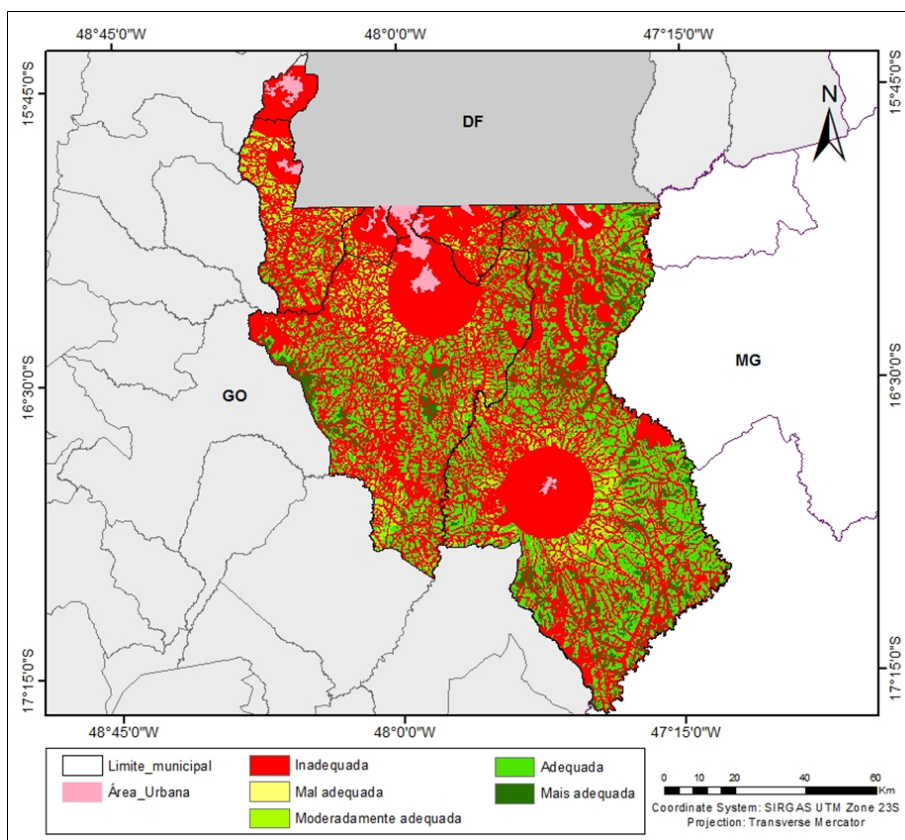 48°45'0"W 48°0'0"W 47°15'0"W
15°45'0"S 15°45'0"S
N
DF
MG
GO
16°30'0"S 16°30'0"S
17°15'0"S 17°15'0"S
48°45'0"W 48°0'0"W 47°15'0"W
Limite_municipal Inadequada Adequada
Área_Urbana Mal adequada Mais adequada
Moderadamente adequada
0 5 10 20 40 60
Km
Coordinate System: SIRGAS UTM Zone 23S
Projection: Transverse Mercator